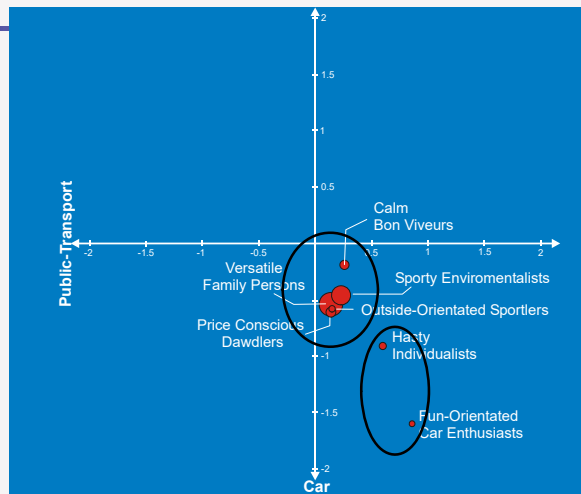 2
1.5
1
0.5
Calm
Bon Viveurs
Public-Transport
-2
-1.5
-1
-0.5
0.5
1
1.5
2
Versatile
Family Persons
Sporty Enviromentalists
Outside-Orientated Sportlers
Price Conscious
Dawdlers
Hasty
Individualists
-1
-1.5
Fun-Orientated
Car Enthusiasts
-2
Car